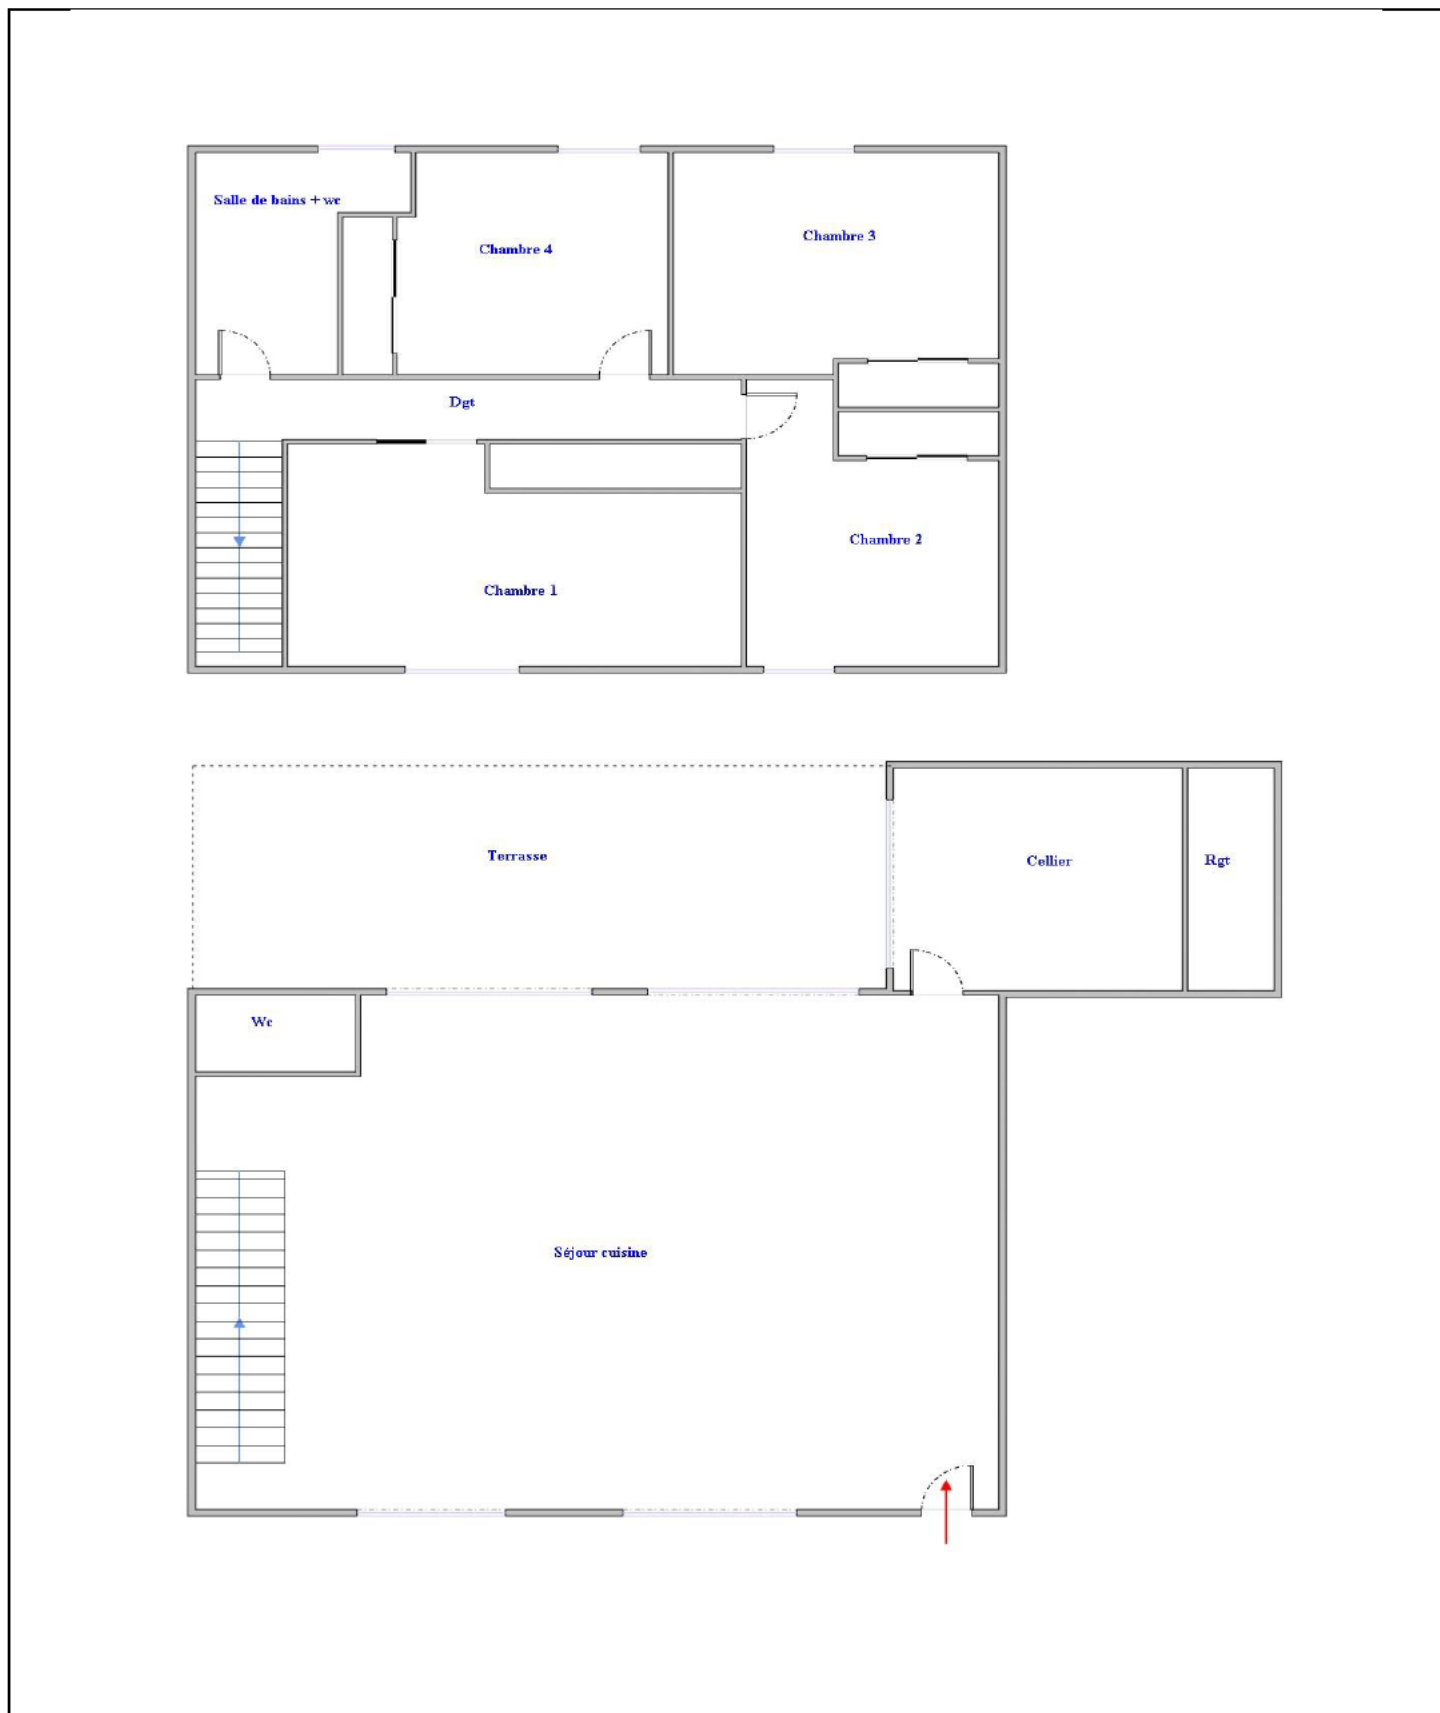 Salle de bains + wc
Chambre 4
Chambre 3
Dgt
Chambre 2
Chambre 1
Terrasse
Cellier
Rgt
Wc
Séjour cuisine